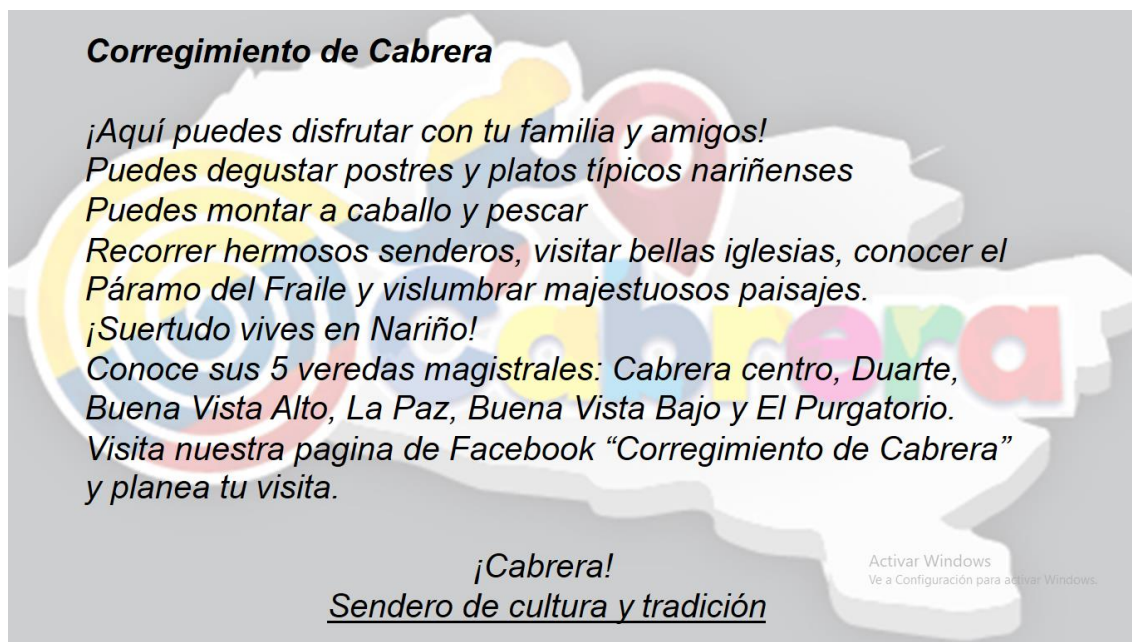 Corregimiento de Cabrera
¡Aquí puedes disfrutar con tu familia y amigos!
Puedes degustar postres y platos típicos nariñenses
Puedes montar a caballo y pescar
Recorrer hermosos senderos, visitar bellas iglesias, conocer el
Páramo del Fraile y vislumbrar majestuosos paisajes.
¡Suertudo vives en Nariño!
Conoce sus 5 veredas magistrales: Cabrera centro, Duarte,
Buena Vista Alto, La Paz, Buena Vista Bajo y El Purgatorio.
Visita nuestra pagina de Facebook “Corregimiento de Cabrera”
y planea tu visita.
Cabrera
¡Cabrera!
Sendero de cultura y tradición
Activar Windows
Ve a Configuración para activar Windows.